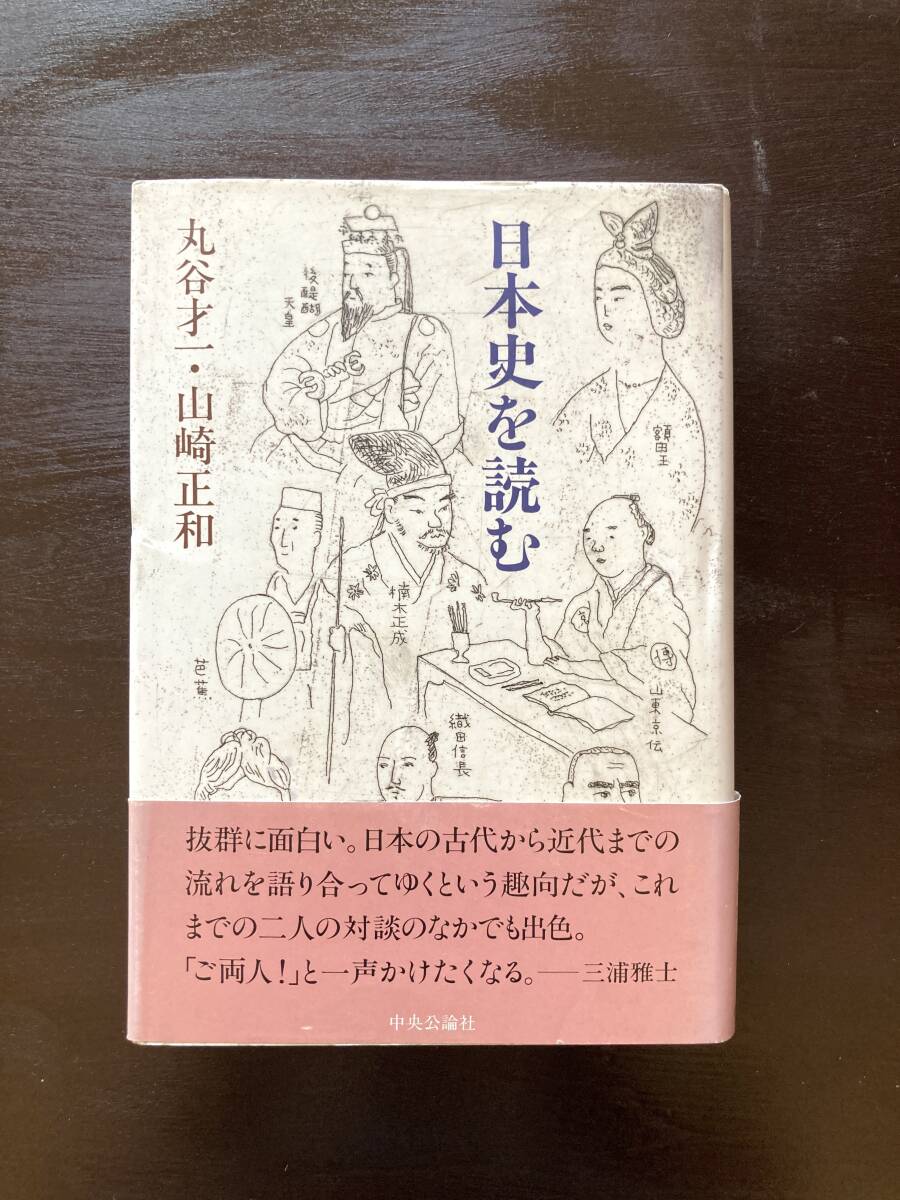 日本史を読む
丸谷才一・山崎正和
後醍醐
天皇
額田王
楠木正成
芭蕉
山東京伝
織田信長
抜群に面白い。日本の古代から近代までの
流れを語り合ってゆくという趣向だが、これ
までの二人の対談のなかでも出色。
「ご両人!」と一声かけたくなる。──三浦雅士
中央公論社